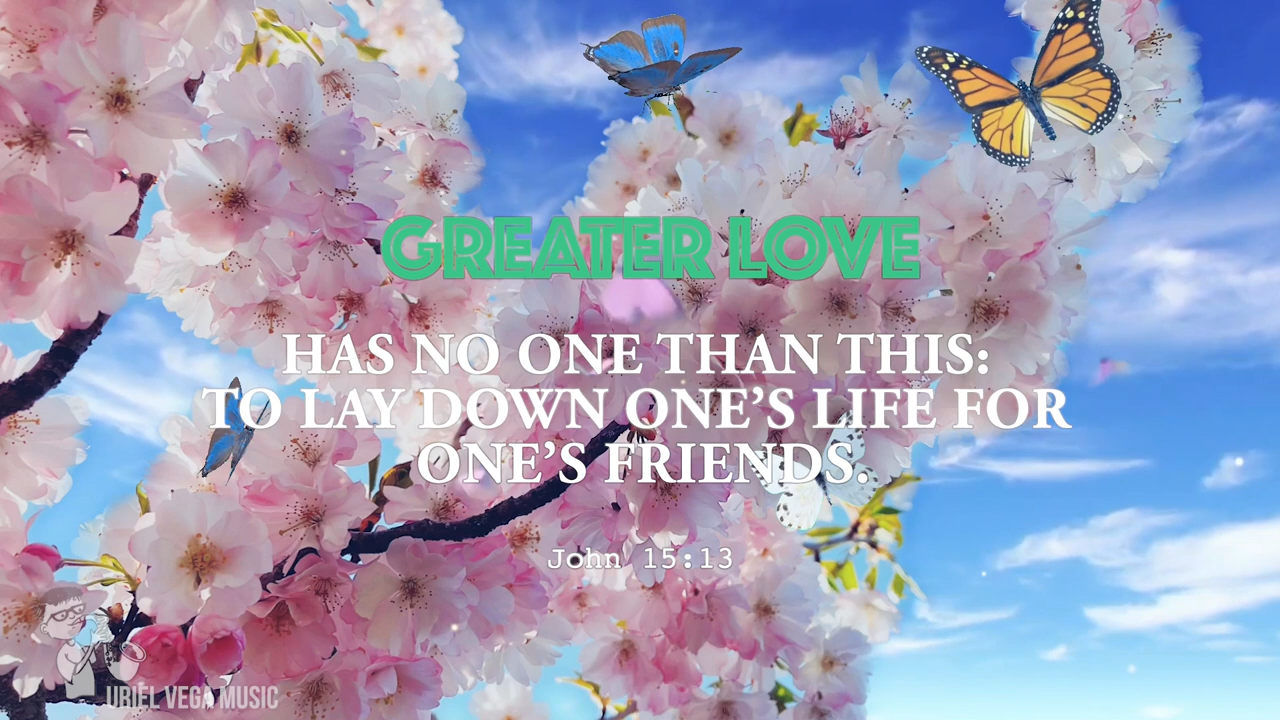 GREATER LOVE
HAS NO ONE THAN THIS:
TO LAY DOWN ONE’S LIFE FOR
ONE’S FRIENDS.
John 15:13
URIEL VEGA MUSIC